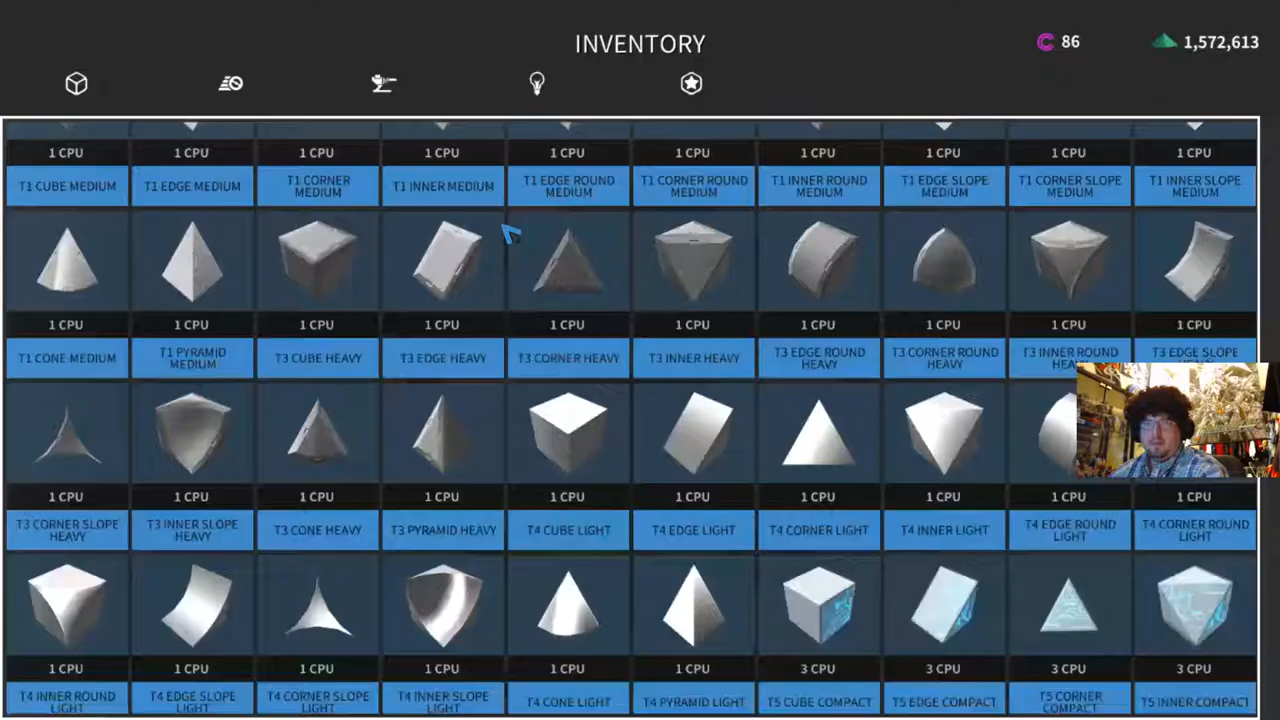 INVENTORY
86
1,572,613
1 CPU 1 CPU 1 CPU 1 CPU 1 CPU 1 CPU 1 CPU 1 CPU 1 CPU 1 CPU
T1 CUBE MEDIUM
T1 EDGE MEDIUM
T1 CORNER
MEDIUM
T1 INNER MEDIUM
T1 EDGE ROUND
MEDIUM
T1 CORNER ROUND
MEDIUM
T1 INNER ROUND
MEDIUM
T1 EDGE SLOPE
MEDIUM
T1 CORNER SLOPE
MEDIUM
T1 INNER SLOPE
MEDIUM
1 CPU 1 CPU 1 CPU 1 CPU 1 CPU 1 CPU 1 CPU 1 CPU 1 CPU 1 CPU
T1 CONE MEDIUM
T1 PYRAMID
MEDIUM
T3 CUBE HEAVY
T3 EDGE HEAVY
T3 CORNER HEAVY
T3 INNER HEAVY
T3 EDGE ROUND
HEAVY
T3 CORNER ROUND
HEAVY
T3 INNER ROUND
HEAVY
T3 EDGE SLOPE
1 CPU 1 CPU 1 CPU 1 CPU 1 CPU 1 CPU 1 CPU 1 CPU 1 CPU 1 CPU
T3 CORNER SLOPE
HEAVY
T3 INNER SLOPE
HEAVY
T3 CONE HEAVY
T3 PYRAMID HEAVY
T4 CUBE LIGHT
T4 EDGE LIGHT
T4 CORNER LIGHT
T4 INNER LIGHT
T4 EDGE ROUND
LIGHT
T4 CORNER ROUND
LIGHT
1 CPU 1 CPU 1 CPU 1 CPU 1 CPU 1 CPU 3 CPU 3 CPU 3 CPU 3 CPU
T4 INNER ROUND
LIGHT
T4 EDGE SLOPE
LIGHT
T4 CORNER SLOPE
LIGHT
T4 INNER SLOPE
LIGHT
T4 CONE LIGHT
T4 PYRAMID LIGHT
T5 CUBE COMPACT
T5 EDGE COMPACT
T5 CORNER
COMPACT
T5 INNER COMPACT